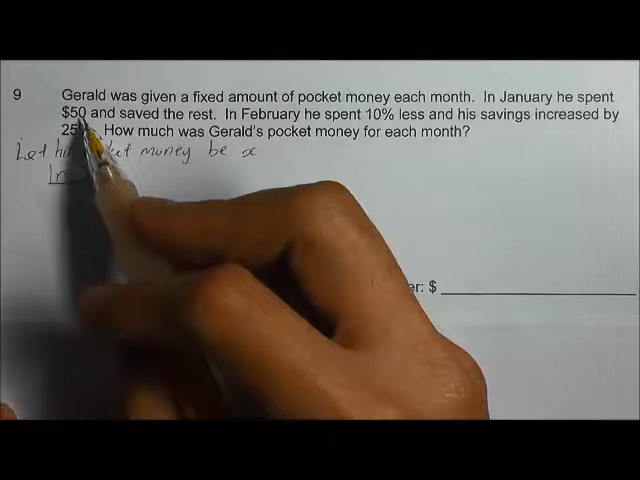 9 Gerald was given a fixed amount of pocket money each month. In January he spent
$50 and saved the rest. In February he spent 10% less and his savings increased by
25% How much was Gerald's pocket money for each month?
Let money be x
$